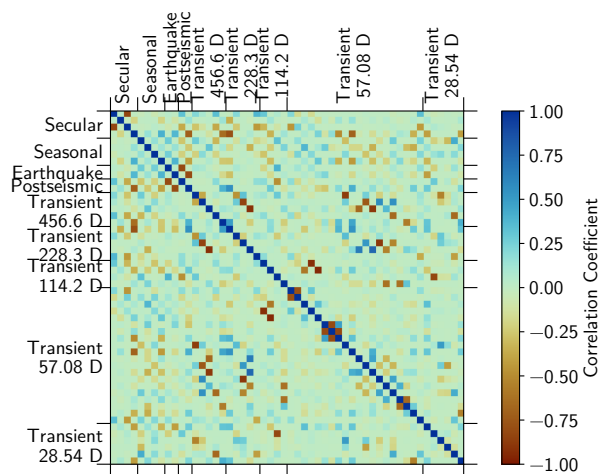 Secular
Seasonal
Earthquake
Postseismic
Transient
456.6 D
Transient
228.3 D
Transient
114.2 D
Transient
57.08 D
Transient
28.54 D
Secular
Seasonal
Earthquake
Postseismic
Transient
456.6 D
Transient
228.3 D
Transient
114.2 D
Transient
57.08 D
Transient
28.54 D
1.00
0.75
0.50
0.25
0.00
−0.25
−0.50
−0.75
−1.00
Correlation Coefficient